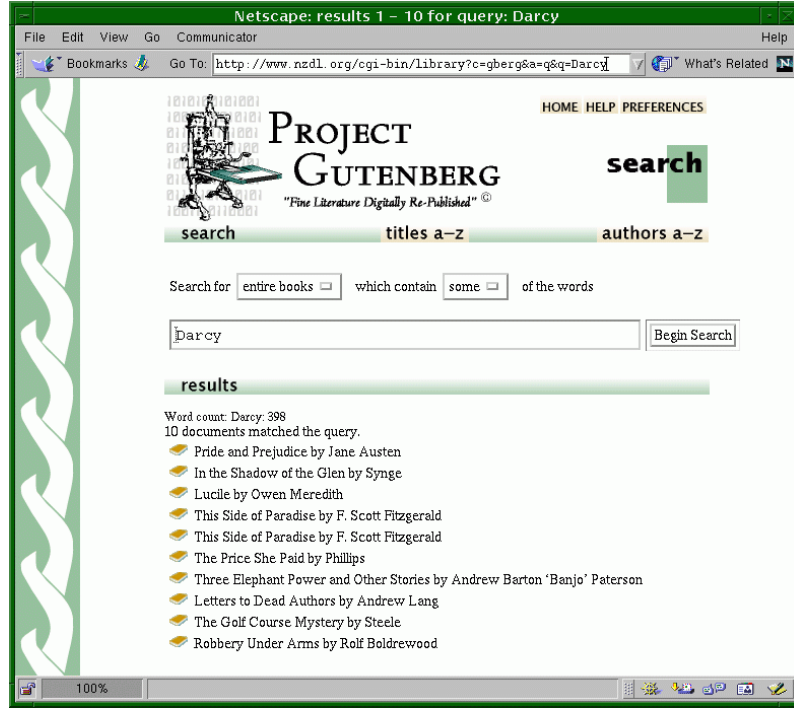 Netscape: results 1 – 10 for query: Darcy
File Edit View Go Communicator Help
Bookmarks Go To: http://www.nzdl.org/cgi-bin/library?c=gberg&a=q&q=Darcy What's Related N
HOME HELP PREFERENCES
PROJECT
GUTENBERG
"Fine Literature Digitally Re-Published" ©
search
search titles a–z authors a–z
Search for entire books which contain some of the words
Darcy Begin Search
results
Word count: Darcy: 398
10 documents matched the query.
Pride and Prejudice by Jane Austen
In the Shadow of the Glen by Synge
Lucile by Owen Meredith
This Side of Paradise by F. Scott Fitzgerald
This Side of Paradise by F. Scott Fitzgerald
The Price She Paid by Phillips
Three Elephant Power and Other Stories by Andrew Barton ‘Banjo’ Paterson
Letters to Dead Authors by Andrew Lang
The Golf Course Mystery by Steele
Robbery Under Arms by Rolf Boldrewood
100%